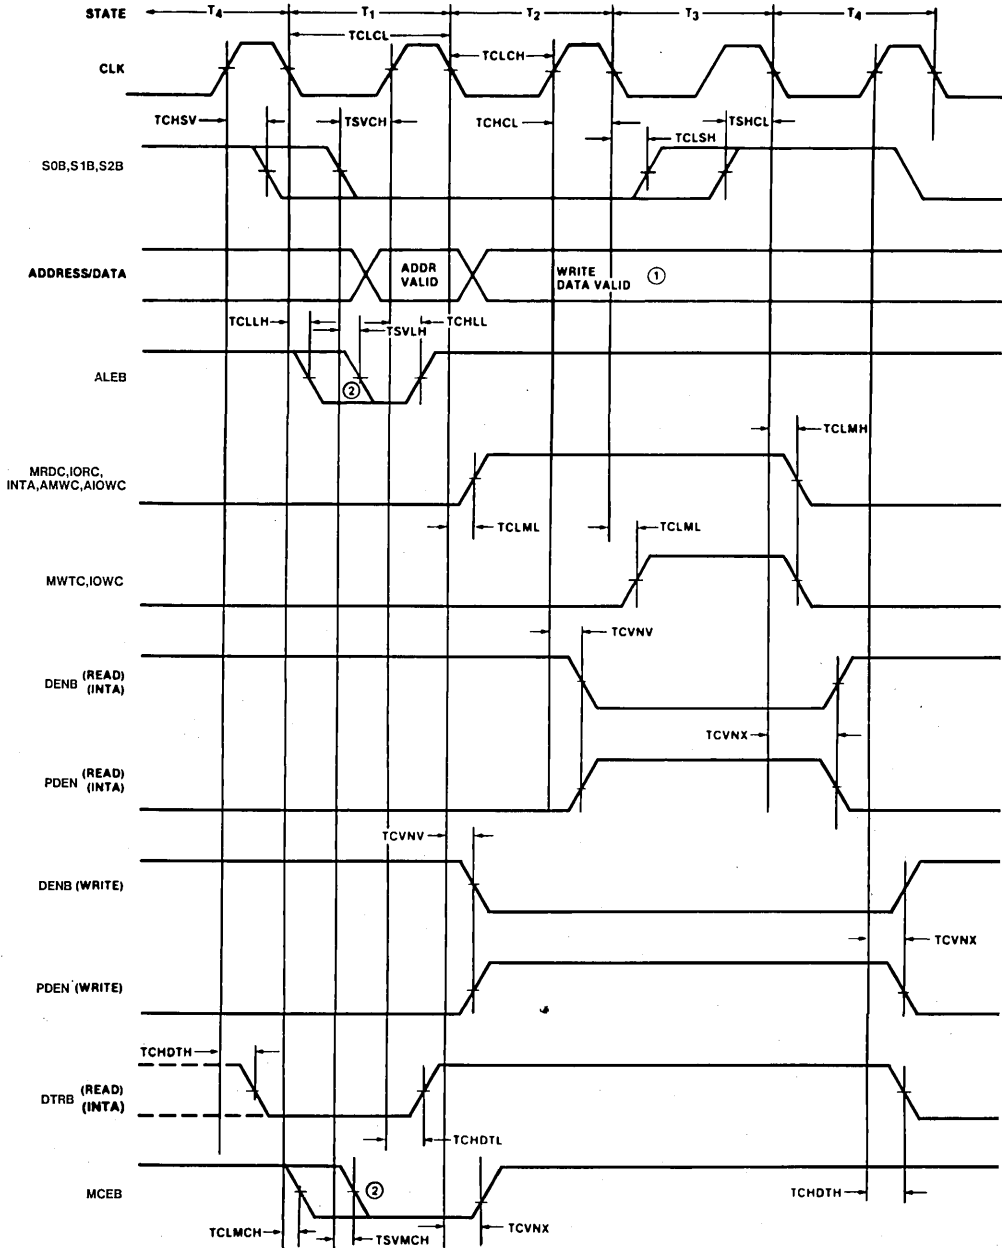 STATE T4 T1 T2 T3 T4
TCLCL
TCLCH
CLK
TCHSV TSVCH TCHCL TSHCL
TCLSH
S0B,S1B,S2B
ADDRESS/DATA
ADDR VALID
WRITE DATA VALID ①
TCLLH TSVLH TCHLL
ALEB
②
TCLMH
MRDC,IORC,
INTA,AMWC,AIOWC
TCLML TCLML
MWTC,IOWC
TCVNV
DENB (READ)
(INTA)
TCVNX
PDEN (READ)
(INTA)
TCVNV
DENB (WRITE)
TCVNX
PDEN (WRITE)
TCHDTH
DTRB (READ)
(INTA)
TCHDTL
MCEB
②
TCHDTH
TCLMCH TSVMCH TCVNX